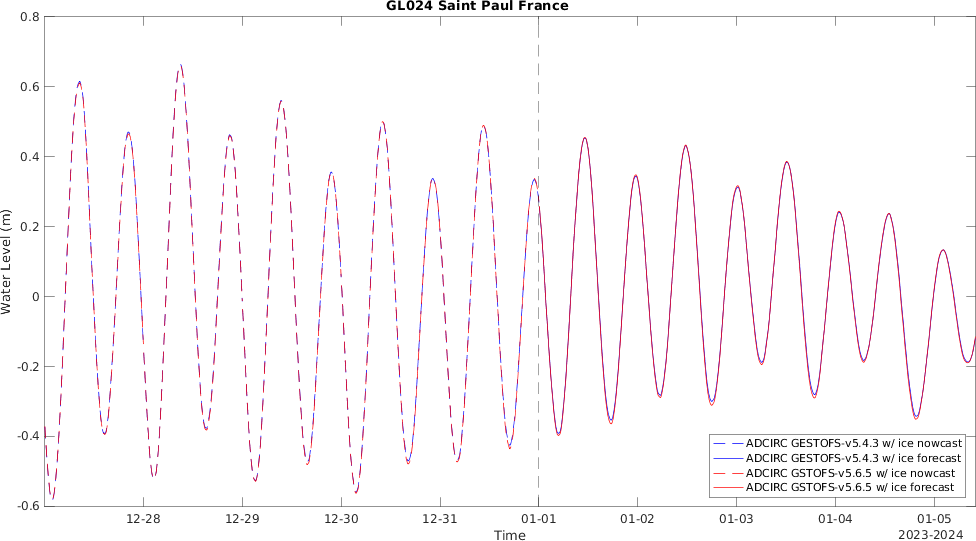 GL024 Saint Paul France
0.8
0.6
0.4
0.2
0
-0.2
-0.4
-0.6
Water Level (m)
ADCIRC GESTOFS-v5.4.3 w/ ice nowcast
ADCIRC GESTOFS-v5.4.3 w/ ice forecast
ADCIRC GSTOFS-v5.6.5 w/ ice nowcast
ADCIRC GSTOFS-v5.6.5 w/ ice forecast
12-28 12-29 12-30 12-31 01-01 01-02 01-03 01-04 01-05
Time
2023-2024